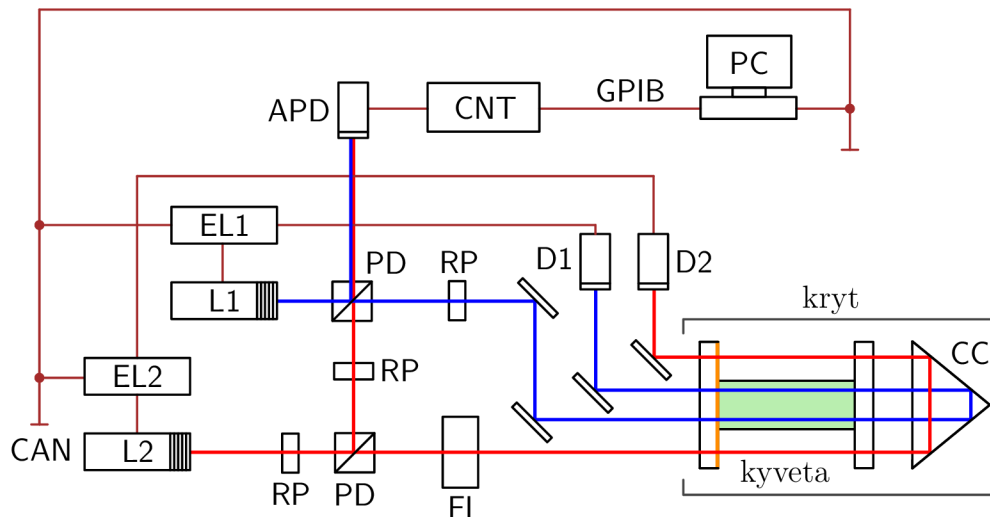 PC
APD
CNT
GPIB
EL1
PD
RP
D1
D2
L1
kryt
CC
EL2
RP
CAN
L2
RP
PD
FI
kyveta